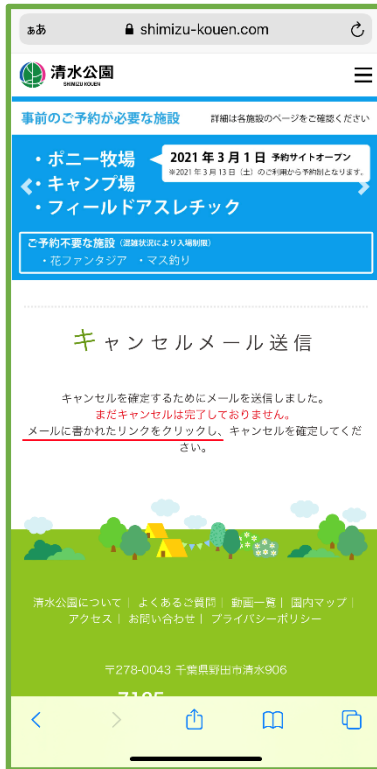 ぁあ shimizu-kouen.com
清水公園
SHIMIZU KOUEN
事前のご予約が必要な施設 詳細は各施設のページをご確認ください
・ポニー牧場
2021 年 3 月 1 日 予約サイトオープン
※2021 年 3 月 13 日（土）のご利用から予約制となります。
・キャンプ場
・フィールドアスレチック
ご予約不要な施設（混雑状況により入場制限）
・花ファンタジア ・マス釣り
キャンセルメール送信
キャンセルを確定するためにメールを送信しました。
まだキャンセルは完了しておりません。
メールに書かれたリンクをクリックし、キャンセルを確定してくだ
さい。
清水公園について | よくあるご質問 | 動画一覧 | 園内マップ |
アクセス | お問い合わせ | プライバシーポリシー
〒278-0043 千葉県野田市清水906